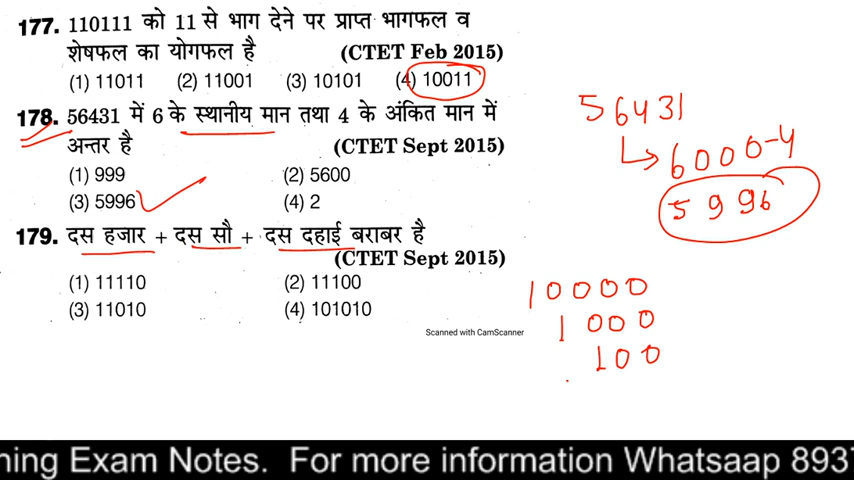 177. 110111 को 11 से भाग देने पर प्राप्त भागफल व
शेषफल का योगफल है (CTET Feb 2015)
(1) 11011 (2) 11001 (3) 10101 (4) 10011
178. 56431 में 6 के स्थानीय मान तथा 4 के अंकित मान में
अन्तर है (CTET Sept 2015)
(1) 999 (2) 5600
(3) 5996 (4) 2
179. दस हजार + दस सौ + दस दहाई बराबर है
(CTET Sept 2015)
(1) 11110 (2) 11100
(3) 11010 (4) 101010
Scanned with CamScanner
56431
6000-4
5996
10000
1000
100
ning Exam Notes. For more information Whatsaap 893